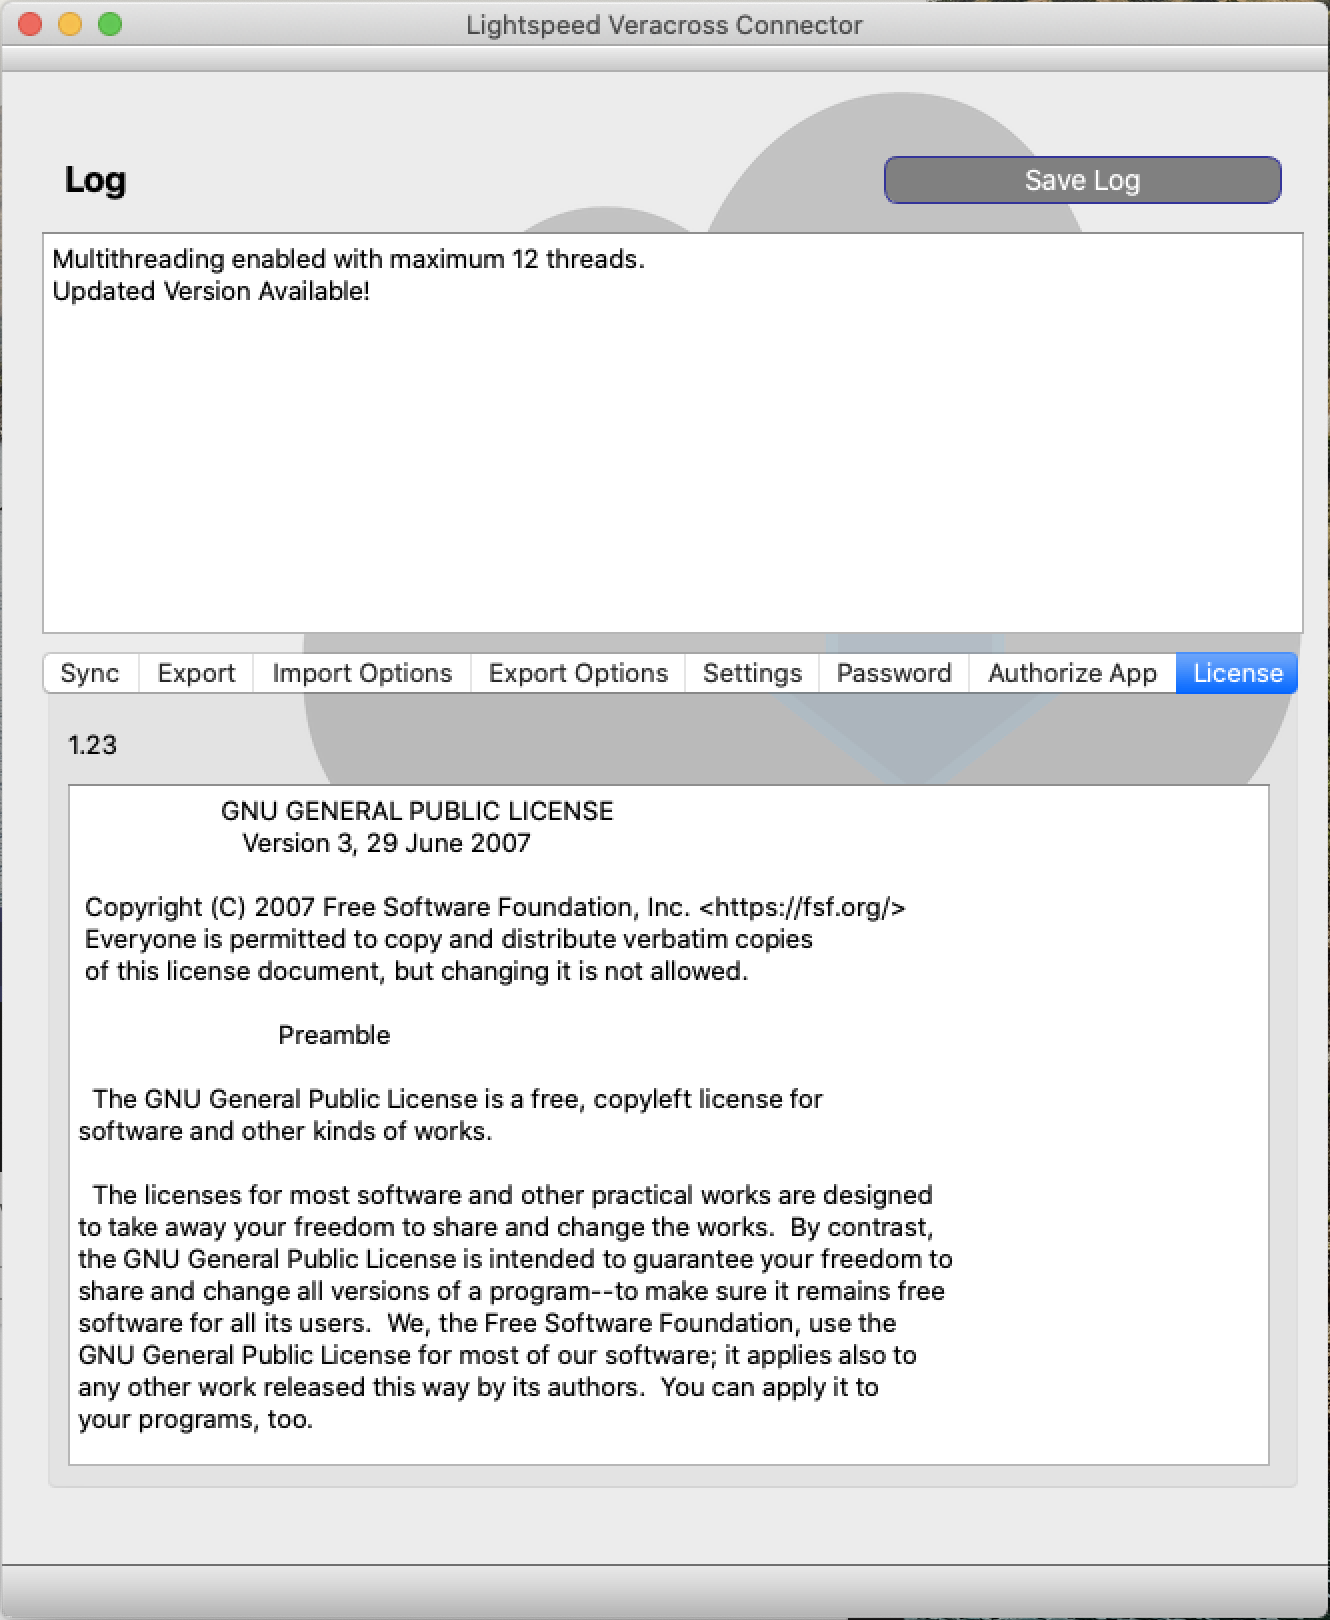 Lightspeed Veracross Connector
Log
Save Log
Multithreading enabled with maximum 12 threads.
Updated Version Available!
Sync Export Import Options Export Options Settings Password Authorize App License
1.23
GNU GENERAL PUBLIC LICENSE
Version 3, 29 June 2007
Copyright (C) 2007 Free Software Foundation, Inc. <https://fsf.org/>
Everyone is permitted to copy and distribute verbatim copies
of this license document, but changing it is not allowed.
Preamble
The GNU General Public License is a free, copyleft license for
software and other kinds of works.
The licenses for most software and other practical works are designed
to take away your freedom to share and change the works.  By contrast,
the GNU General Public License is intended to guarantee your freedom to
share and change all versions of a program--to make sure it remains free
software for all its users.  We, the Free Software Foundation, use the
GNU General Public License for most of our software; it applies also to
any other work released this way by its authors.  You can apply it to
your programs, too.